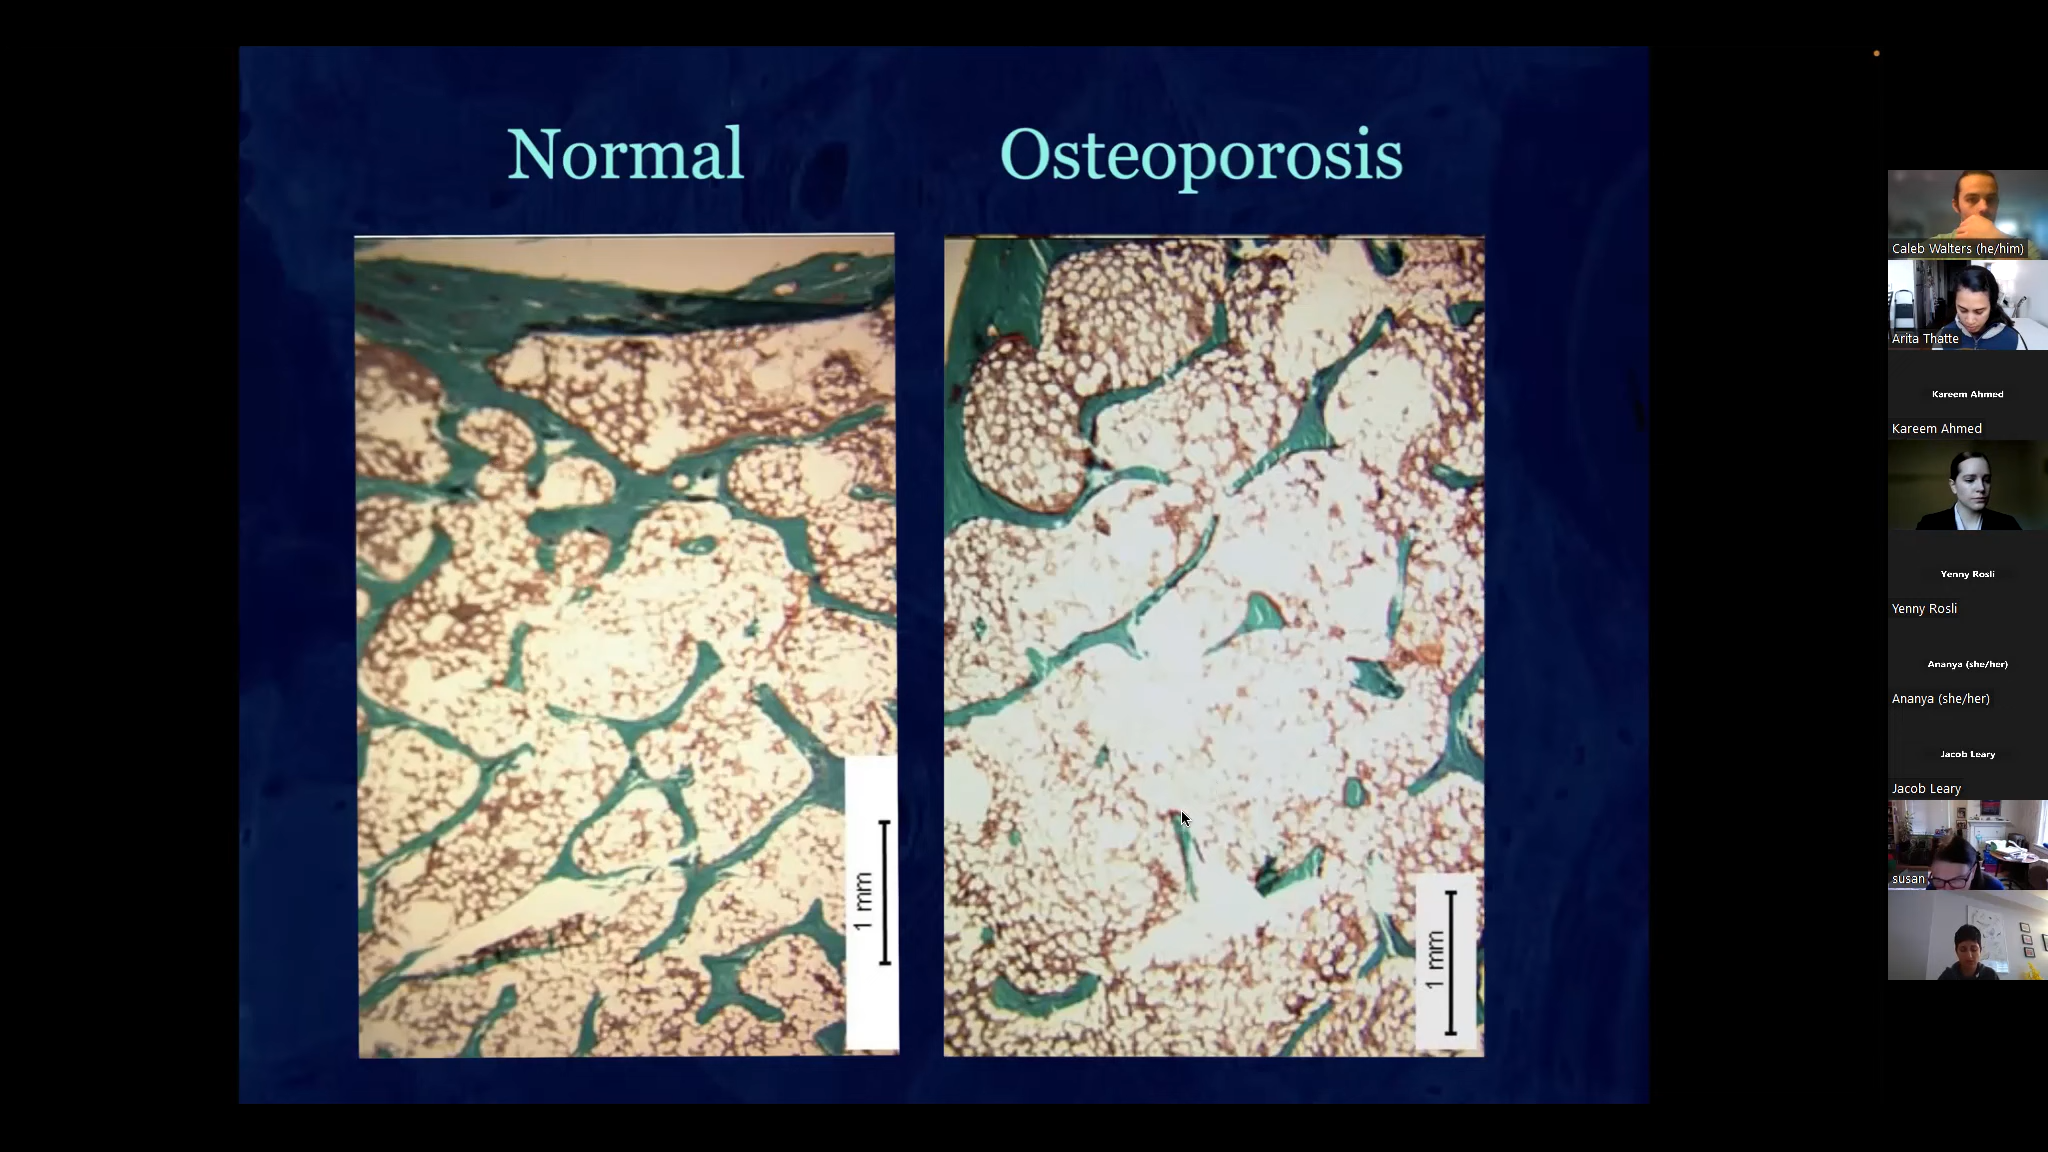 Normal
Osteoporosis
1 mm
1 mm
Caleb Walters (he/him)
Arita Thatte
Kareem Ahmed
Kareem Ahmed
Yenny Rosli
Yenny Rosli
Ananya (she/her)
Ananya (she/her)
Jacob Leary
Jacob Leary
susan